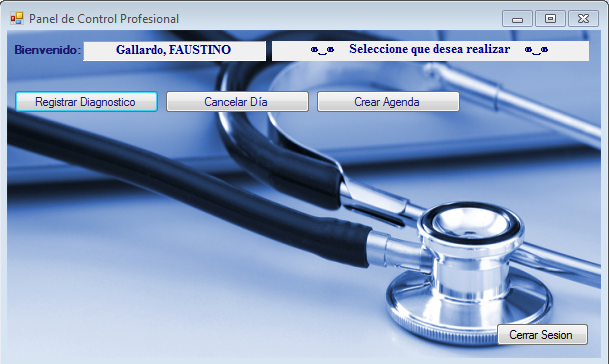 Panel de Control Profesional
Bienvenido: Gallardo, FAUSTINO ๏̯͡๏ Seleccione que desea realizar ๏̯͡๏
Registrar Diagnostico Cancelar Día Crear Agenda
Cerrar Sesion